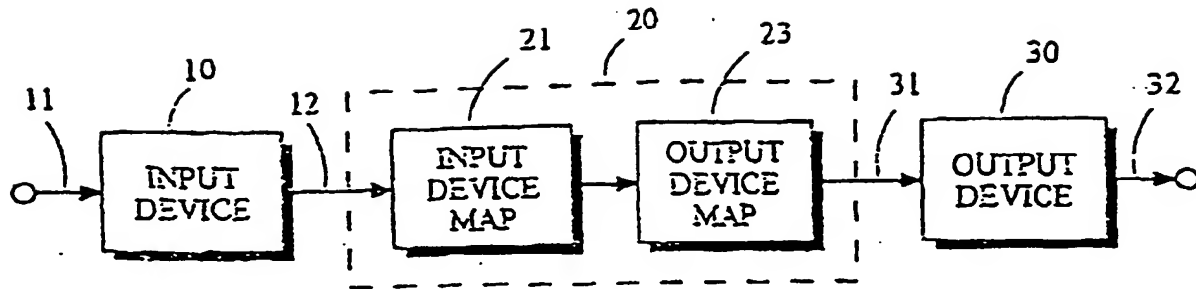 20
21
23
10
30
11
12
31
32
INPUT
DEVICE
INPUT
DEVICE
MAP
OUTPUT
DEVICE
MAP
OUTPUT
DEVICE